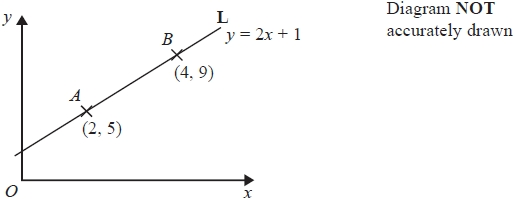 y
L
y = 2x + 1
B
(4, 9)
A
(2, 5)
O
x
Diagram NOT
accurately drawn